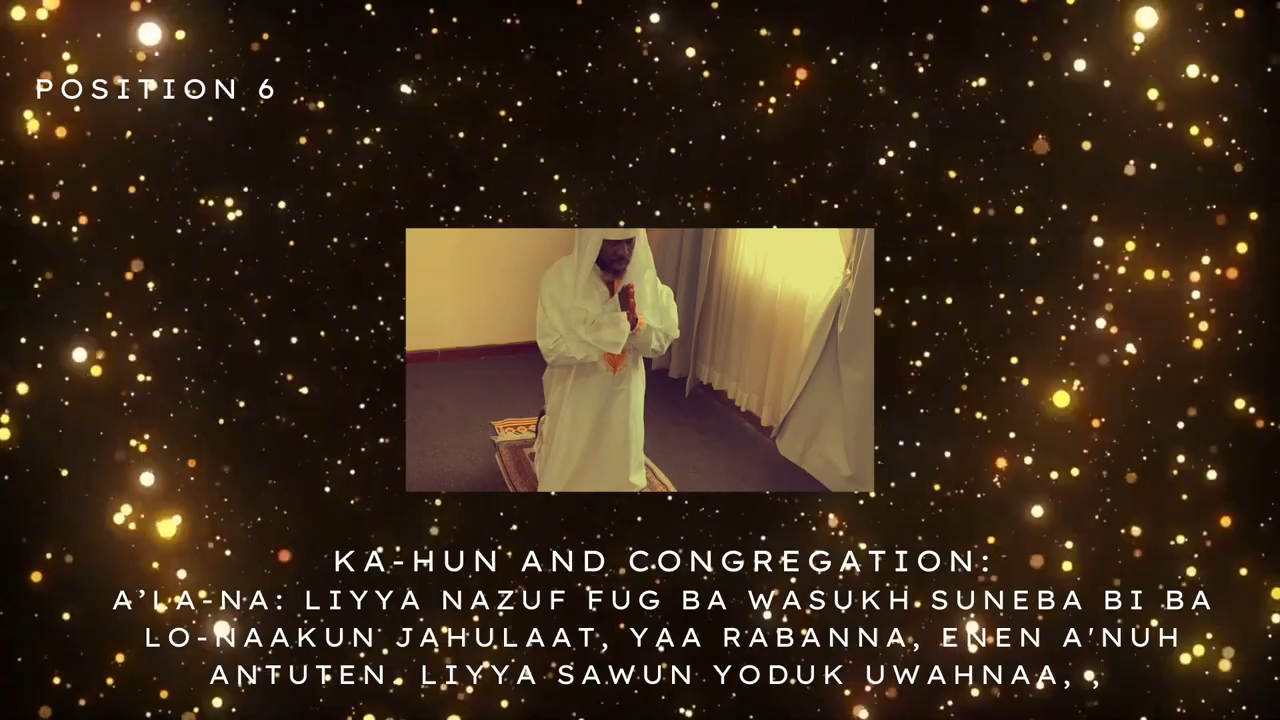 POSITION 6
KA-HUN AND CONGREGATION:
A’LA-NA: LIYYA NAZUF FUG BA WASUKH SUNEBA BI BA
LO-NAAKUN JAHULAAT, YAA RABANNA, ENEN A'NUH
ANTUTEN. LIYYA SAWUN YODUK UWAHNAA, ,